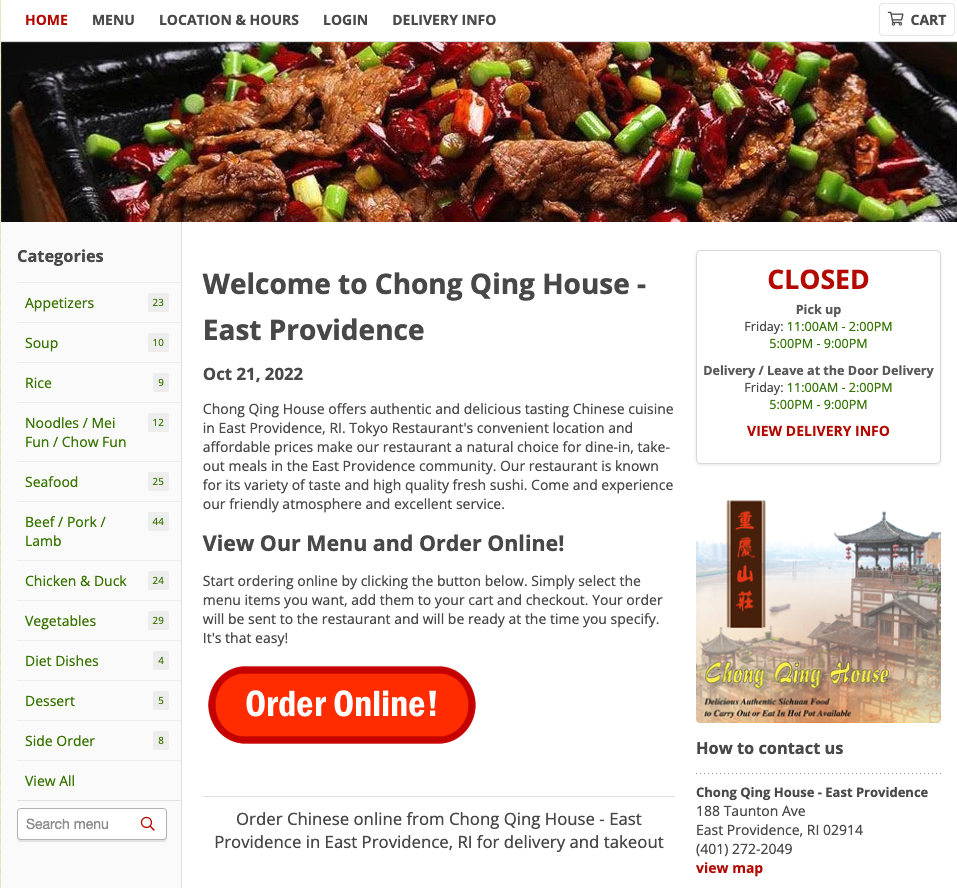 HOME MENU LOCATION & HOURS LOGIN DELIVERY INFO CART
Categories
Appetizers 23
Soup 10
Rice 9
Noodles / Mei 12
Fun / Chow Fun
Seafood 25
Beef / Pork / 44
Lamb
Chicken & Duck 24
Vegetables 29
Diet Dishes 4
Dessert 5
Side Order 8
View All
Search menu
Welcome to Chong Qing House -
East Providence
Oct 21, 2022
Chong Qing House offers authentic and delicious tasting Chinese cuisine
in East Providence, RI. Tokyo Restaurant's convenient location and
affordable prices make our restaurant a natural choice for dine-in, take-
out meals in the East Providence community. Our restaurant is known
for its variety of taste and high quality fresh sushi. Come and experience
our friendly atmosphere and excellent service.
View Our Menu and Order Online!
Start ordering online by clicking the button below. Simply select the
menu items you want, add them to your cart and checkout. Your order
will be sent to the restaurant and will be ready at the time you specify.
It's that easy!
Order Online!
Order Chinese online from Chong Qing House - East
Providence in East Providence, RI for delivery and takeout
CLOSED
Pick up
Friday: 11:00AM - 2:00PM
5:00PM - 9:00PM
Delivery / Leave at the Door Delivery
Friday: 11:00AM - 2:00PM
5:00PM - 9:00PM
VIEW DELIVERY INFO
重慶山莊
Chong Qing House
Delicious Authentic Sichuan Food
to Carry Out or Eat In Hot Pot Available
How to contact us
Chong Qing House - East Providence
188 Taunton Ave
East Providence, RI 02914
(401) 272-2049
view map